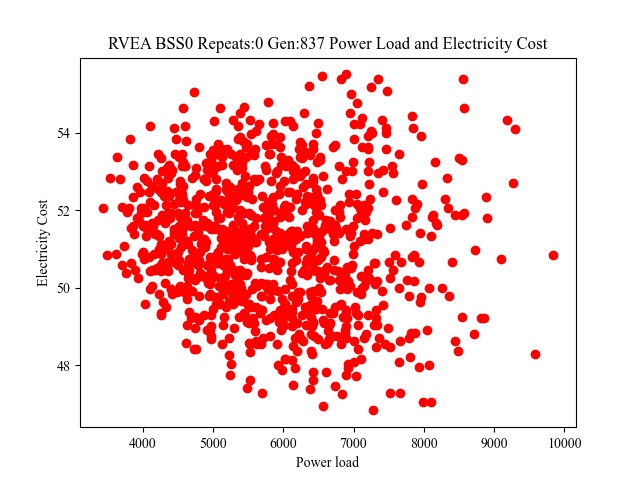 RVEA BSS0 Repeats:0 Gen:837 Power Load and Electricity Cost
Electricity Cost
54
52
50
48
4000 5000 6000 7000 8000 9000 10000
Power load